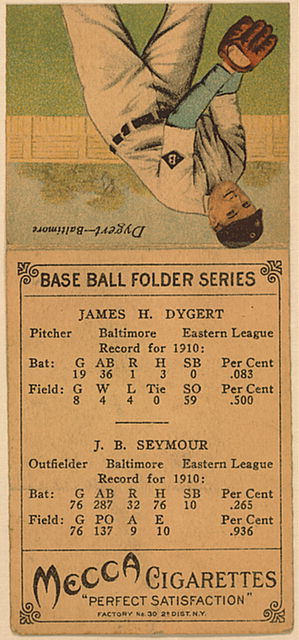 Dygert—Baltimore
B
BASE BALL FOLDER SERIES
JAMES H. DYGERT
Pitcher Baltimore Eastern League
Record for 1910:
Bat: G AB R H SB Per Cent
19 36 1 3 0 .083
Field: G W L Tie SO Per Cent
8 4 4 0 59 .500
J. B. SEYMOUR
Outfielder Baltimore Eastern League
Record for 1910:
Bat: G AB R H SB Per Cent
76 287 32 76 10 .265
Field: G PO A E Per Cent
76 137 9 10 .936
MECCA CIGARETTES
"PERFECT SATISFACTION"
FACTORY No. 30 2D DIST. N.Y.